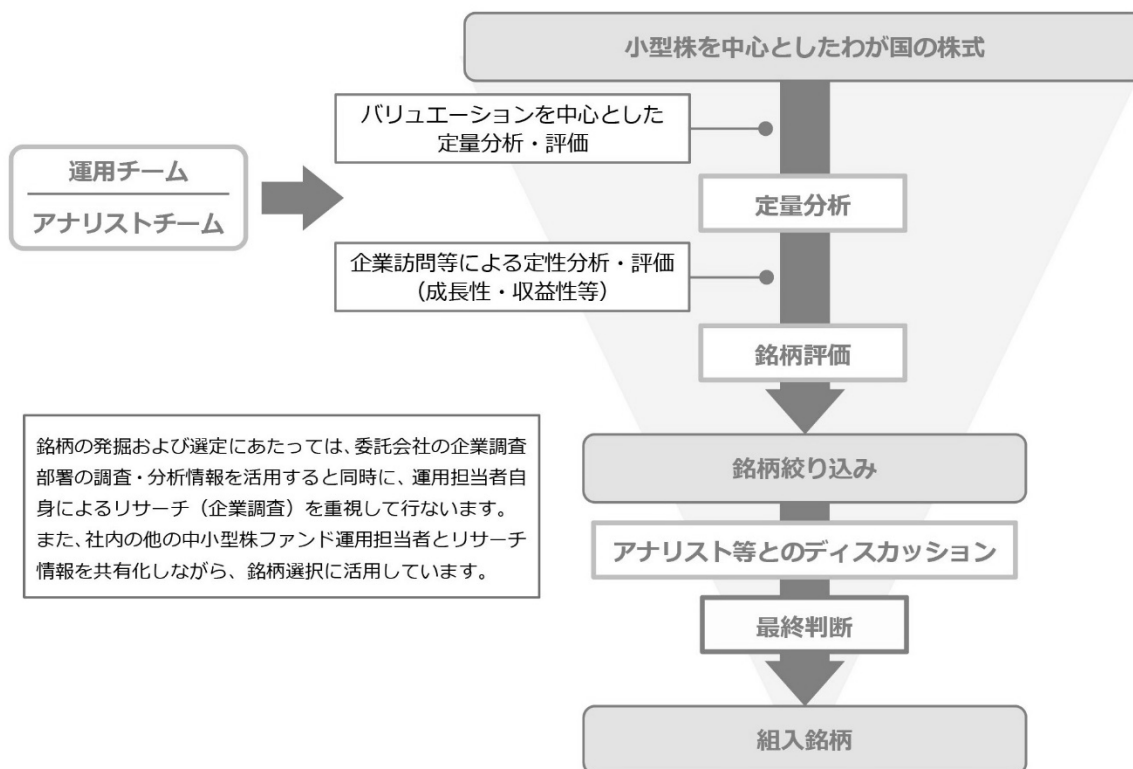 小型株を中心としたわが国の株式
バリュエーションを中心とした
定量分析・評価
運用チーム
アナリストチーム
定量分析
企業訪問等による定性分析・評価
（成長性・収益性等）
銘柄評価
銘柄の発掘および選定にあたっては、委託会社の企業調査
部署の調査・分析情報を活用すると同時に、運用担当者自
身によるリサーチ（企業調査）を重視して行ないます。
また、社内の他の中小型株ファンド運用担当者とリサーチ
情報を共有化しながら、銘柄選択に活用しています。
銘柄絞り込み
アナリスト等とのディスカッション
最終判断
組入銘柄